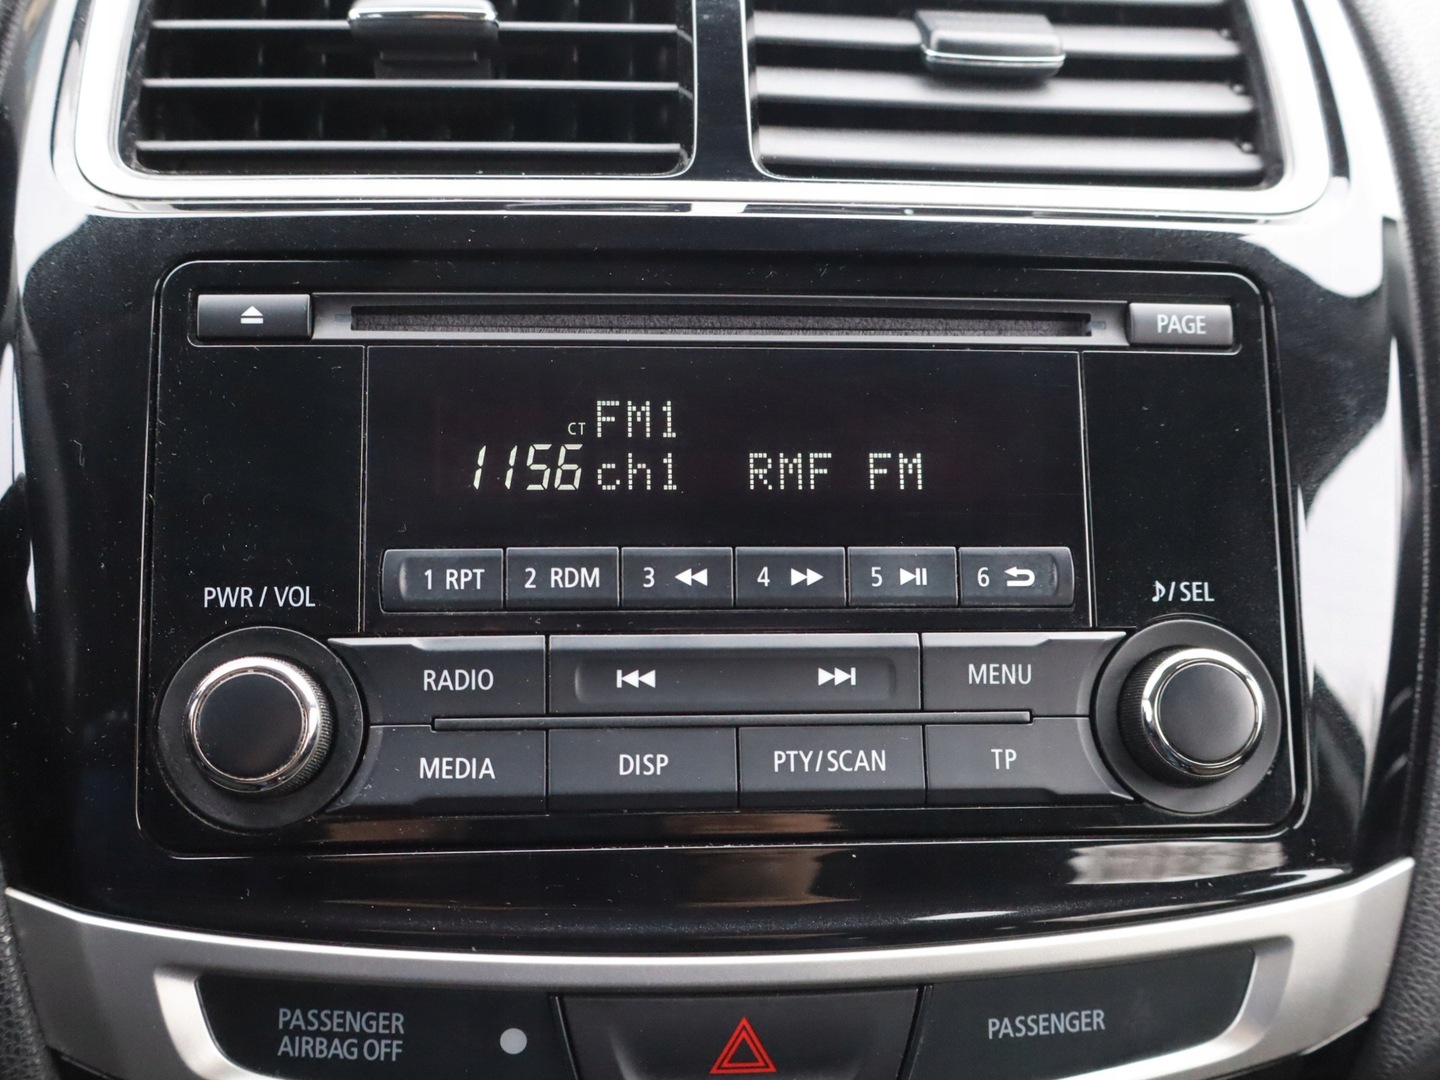 PAGE
CT FM1
1156 ch1 RMF FM
1 RPT 2 RDM 3 4 5 6
PWR / VOL
/ SEL
RADIO MENU
MEDIA DISP PTY/SCAN TP
PASSENGER
AIRBAG OFF
PASSENGER